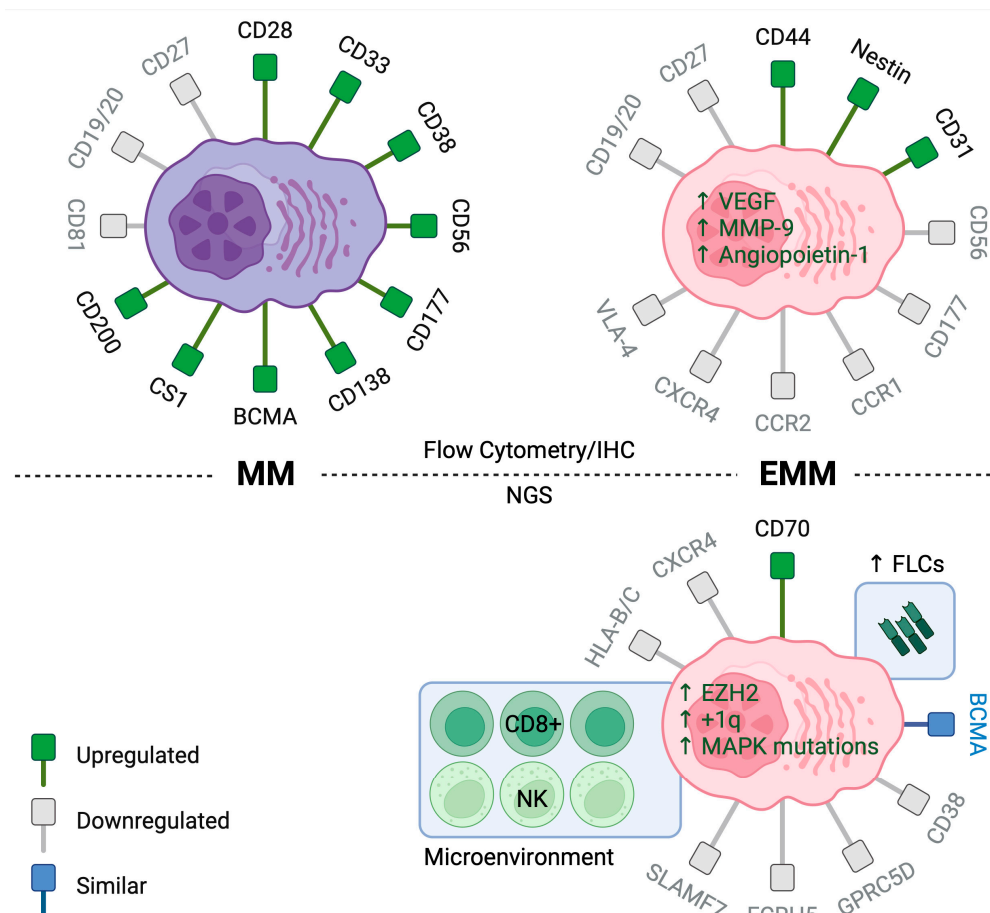 CD28
CD27
CD33
CD19/20
CD38
CD81
CD56
CD200
CD177
CS1
CD138
BCMA
CD44
CD27
Nestin
CD19/20
CD31
↑ VEGF
↑ MMP-9
↑ Angiopoietin-1
CD56
VLA-4
CD177
CXCR4
CCR1
CCR2
Flow Cytometry/IHC
MM
EMM
NGS
CD70
CXCR4
↑ FLCs
HLA-B/C
↑ EZH2
↑ +1q
↑ MAPK mutations
BCMA
CD8+
NK
CD38
Microenvironment
SLAMF7
GPRC5D
Upregulated
Downregulated
Similar